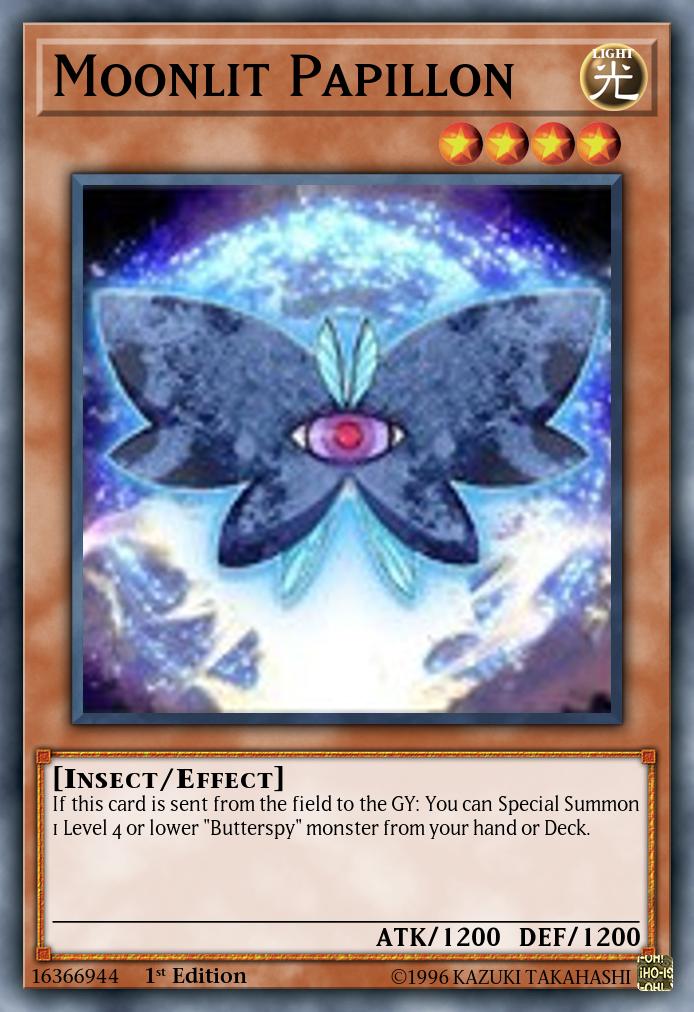 Moonlit Papillon
LIGHT
光
[Insect/Effect]
If this card is sent from the field to the GY: You can Special Summon
1 Level 4 or lower "Butterspy" monster from your hand or Deck.
ATK/1200 DEF/1200
16366944 1st Edition ©1996 KAZUKI TAKAHASHI